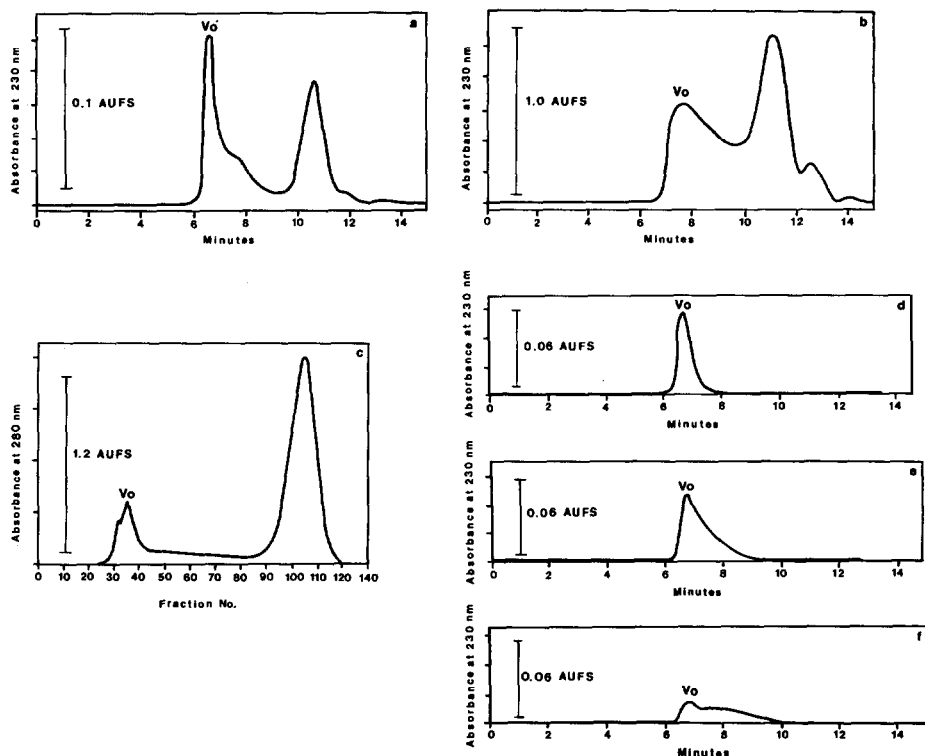 a
Vo
0.1 AUFS
Absorbance at 230 nm
0 2 4 6 8 10 12 14
Minutes
b
Vo
1.0 AUFS
Absorbance at 230 nm
0 2 4 6 8 10 12 14
Minutes
c
Vo
1.2 AUFS
Absorbance at 280 nm
0 10 20 30 40 50 60 70 80 90 100 110 120 140
Fraction No.
d
Vo
0.06 AUFS
Absorbance at 230 nm
0 2 4 6 8 10 12 14
Minutes
e
Vo
0.06 AUFS
Absorbance at 230 nm
0 2 4 6 8 10 12 14
Minutes
f
Vo
0.06 AUFS
Absorbance at 230 nm
0 2 4 6 8 10 12 14
Minutes